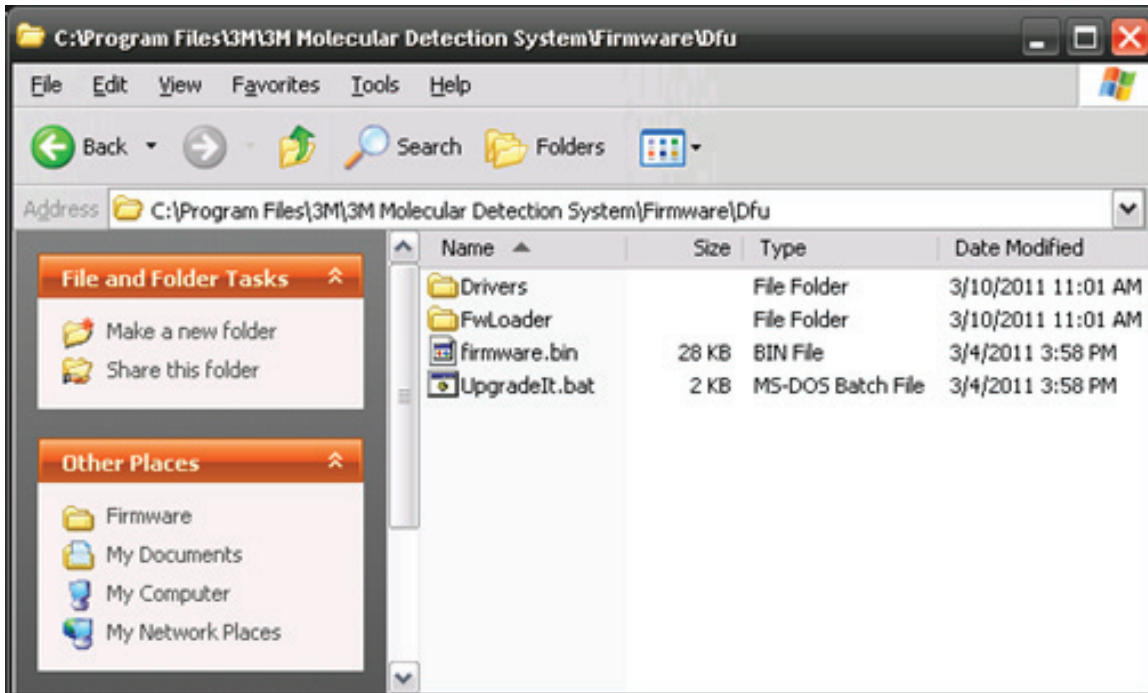 C:\Program Files\3M\3M Molecular Detection System\Firmware\Dfu
File Edit View Favorites Tools Help
Back Search Folders
Address C:\Program Files\3M\3M Molecular Detection System\Firmware\Dfu
Name Size Type Date Modified
File and Folder Tasks
Make a new folder
Share this folder
Other Places
Firmware
My Documents
My Computer
My Network Places
Drivers File Folder 3/10/2011 11:01 AM
FwLoader File Folder 3/10/2011 11:01 AM
firmware.bin 28 KB BIN File 3/4/2011 3:58 PM
UpgradeIt.bat 2 KB MS-DOS Batch File 3/4/2011 3:58 PM